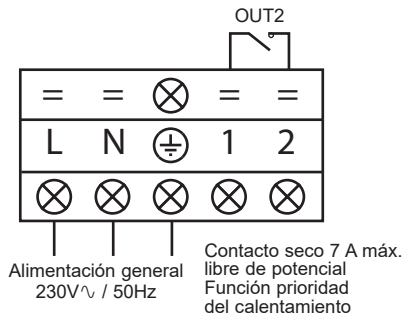 OUT2
= = = =
L N 1 2
Alimentación general
230V∿ / 50Hz
Contacto seco 7 A máx.
libre de potencial
Función prioridad
del calentamiento